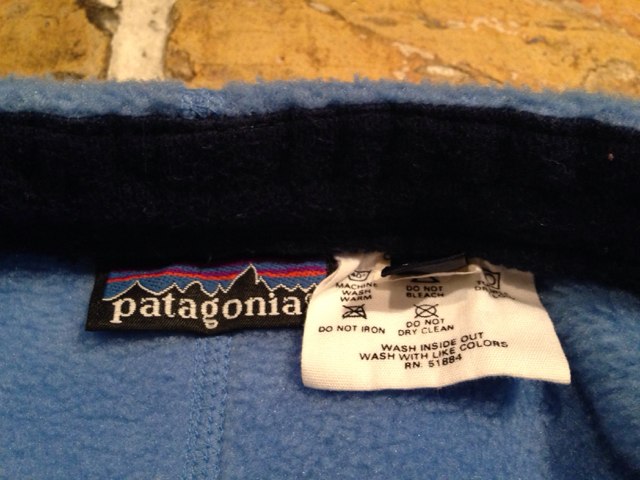 patagonia
MACHINE
WASH
WARM
DO NOT
BLEACH
DO NOT IRON
DO NOT
DRY CLEAN
WASH INSIDE OUT
WASH WITH LIKE COLORS
RN. 51884